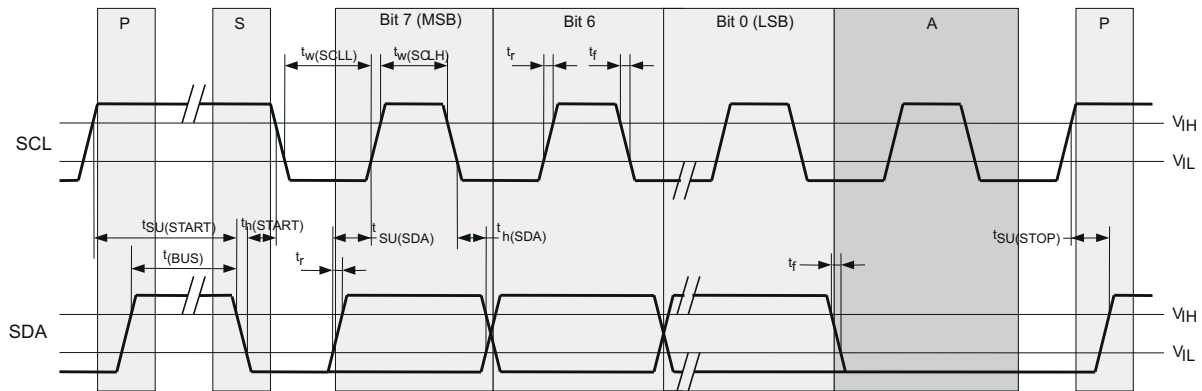 P S Bit 7 (MSB) Bit 6 Bit 0 (LSB) A P
tw(SCLL) tw(SCLH) tr tf
VIH
SCL
VIL
tSU(START) th(START) t SU(SDA) t h(SDA) tSU(STOP)
t(BUS) tr tf
VIH
SDA
VIL